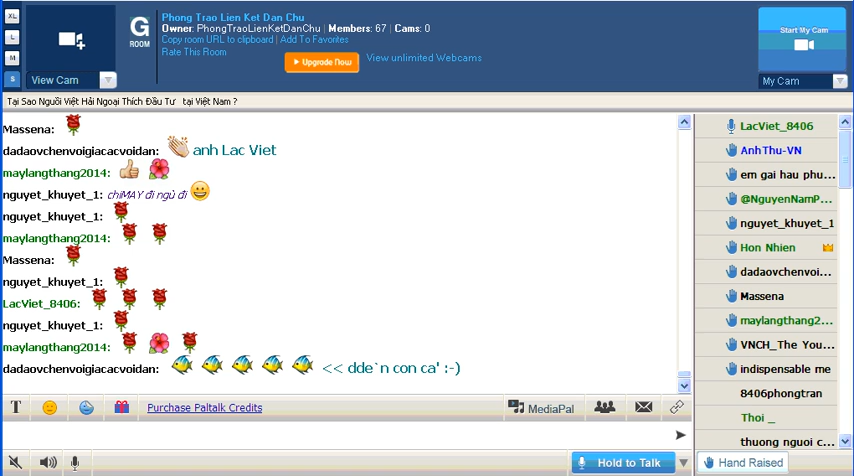 XL
L
M
S
View Cam
G
ROOM
Phong Trao Lien Ket Dan Chu
Owner: PhongTraoLienKetDanChu | Members: 67 | Cams: 0
Copy room URL to clipboard | Add To Favorites
Rate This Room
Upgrade Now
View unlimited Webcams
Start My Cam
My Cam
Tại Sao Người Việt Hải Ngoại Thích Đầu Tư tại Việt Nam ?
Massena:
dadaovchenvoigiacacvoidan: anh Lac Viet
maylangthang2014:
nguyet_khuyet_1: chiMAY đi ngủ đi
nguyet_khuyet_1:
maylangthang2014:
Massena:
nguyet_khuyet_1:
LacViet_8406:
nguyet_khuyet_1:
maylangthang2014:
dadaovchenvoigiacacvoidan: << dde`n con ca' :-)
LacViet_8406
AnhThu-VN
em gai hau phu...
@NguyenNamP...
nguyet_khuyet_1
Hon Nhien
dadaovchenvoi...
Massena
maylangthang2...
VNCH_The You...
indispensable me
8406phongtran
Thoi _
thuong nguoi c...
T
Purchase Paltalk Credits
MediaPal
Hold to Talk
Hand Raised